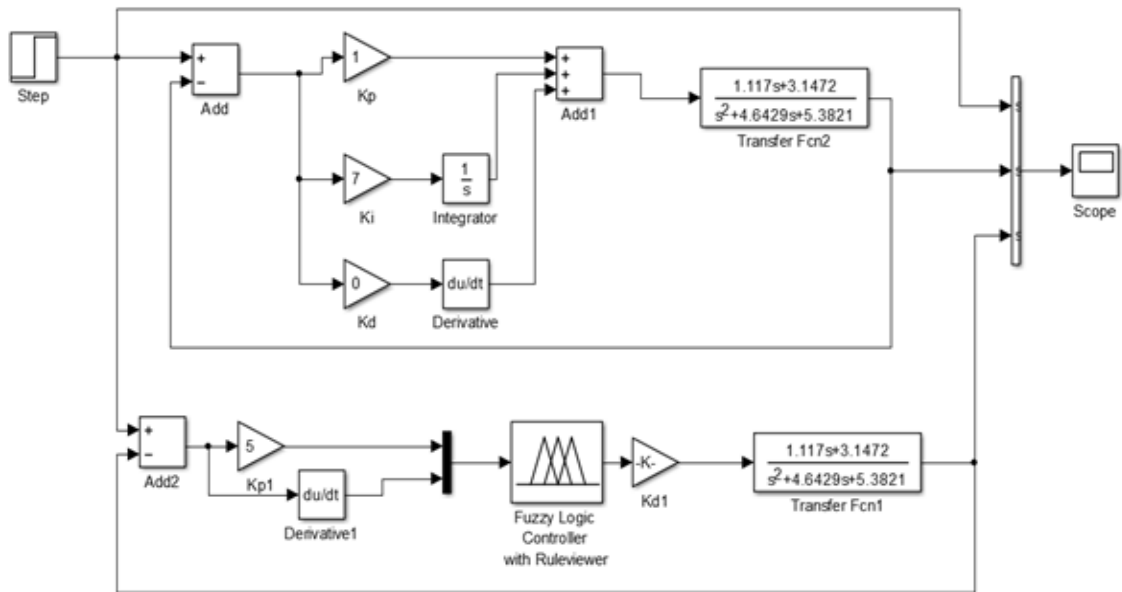 Step
+
−
Add
1
Kp
7
Ki
1
s
Integrator
0
Kd
du/dt
Derivative
+
+
+
Add1
1.117s+3.1472
s2+4.6429s+5.3821
Transfer Fcn2
s
s
s
Scope
+
−
Add2
5
Kp1
du/dt
Derivative1
Fuzzy Logic
Controller
with Ruleviewer
-K-
Kd1
1.117s+3.1472
s2+4.6429s+5.3821
Transfer Fcn1